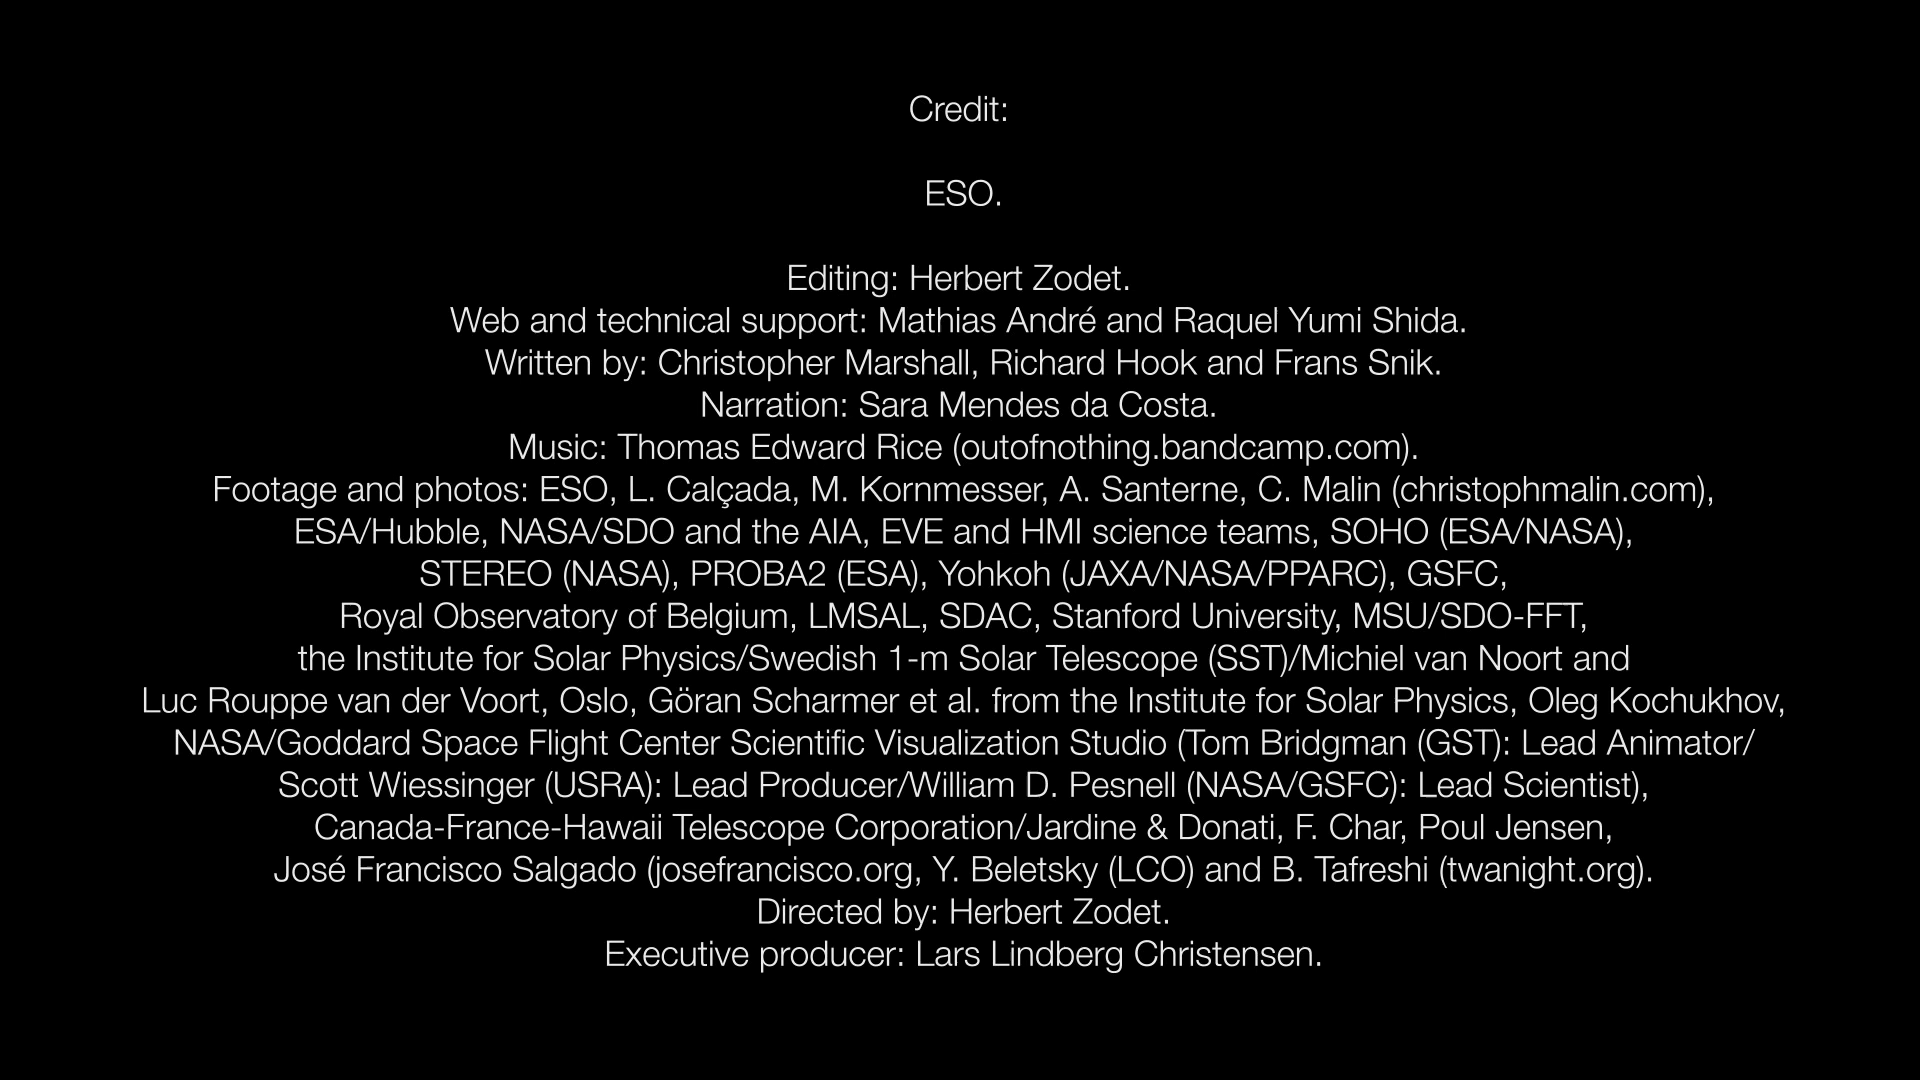 Credit:
ESO.
Editing: Herbert Zodet.
Web and technical support: Mathias André and Raquel Yumi Shida.
Written by: Christopher Marshall, Richard Hook and Frans Snik.
Narration: Sara Mendes da Costa.
Music: Thomas Edward Rice (outofnothing.bandcamp.com).
Footage and photos: ESO, L. Calçada, M. Kornmesser, A. Santerne, C. Malin (christophmalin.com),
ESA/Hubble, NASA/SDO and the AIA, EVE and HMI science teams, SOHO (ESA/NASA),
STEREO (NASA), PROBA2 (ESA), Yohkoh (JAXA/NASA/PPARC), GSFC,
Royal Observatory of Belgium, LMSAL, SDAC, Stanford University, MSU/SDO-FFT,
the Institute for Solar Physics/Swedish 1-m Solar Telescope (SST)/Michiel van Noort and
Luc Rouppe van der Voort, Oslo, Göran Scharmer et al. from the Institute for Solar Physics, Oleg Kochukhov,
NASA/Goddard Space Flight Center Scientific Visualization Studio (Tom Bridgman (GST): Lead Animator/
Scott Wiessinger (USRA): Lead Producer/William D. Pesnell (NASA/GSFC): Lead Scientist),
Canada-France-Hawaii Telescope Corporation/Jardine & Donati, F. Char, Poul Jensen,
José Francisco Salgado (josefrancisco.org, Y. Beletsky (LCO) and B. Tafreshi (twanight.org).
Directed by: Herbert Zodet.
Executive producer: Lars Lindberg Christensen.